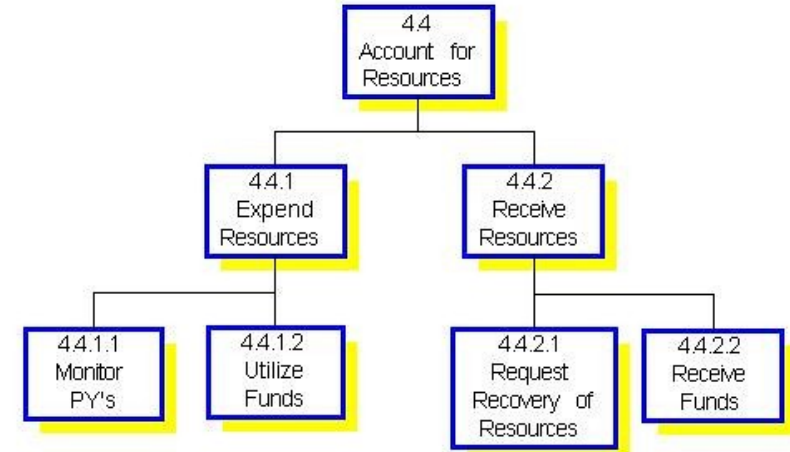 4.4
Account for
Resources
4.4.1
Expend
Resources
4.4.2
Receive
Resources
4.4.1.1
Monitor
PY's
4.4.1.2
Utilize
Funds
4.4.2.1
Request
Recovery of
Resources
4.4.2.2
Receive
Funds